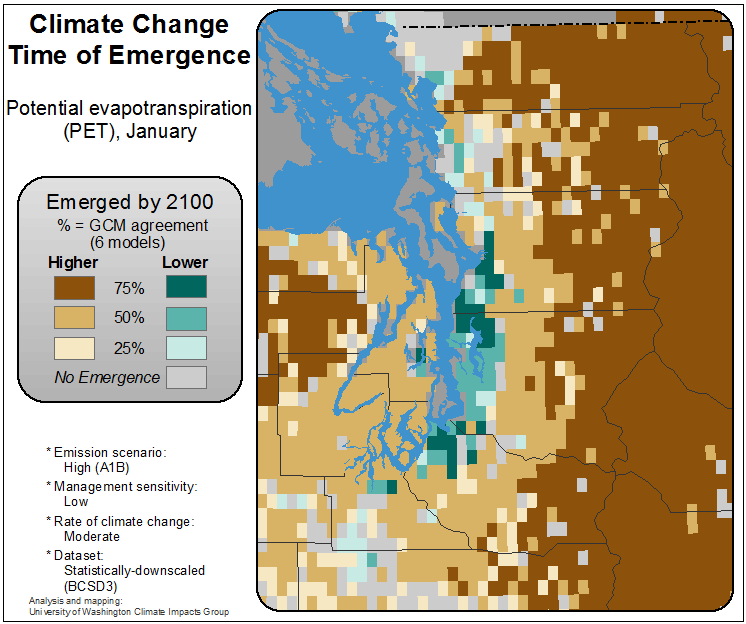 Climate Change
Time of Emergence
Potential evapotranspiration
(PET), January
Emerged by 2100
% = GCM agreement
(6 models)
Higher Lower
75%
50%
25%
No Emergence
* Emission scenario:
High (A1B)
* Management sensitivity:
Low
* Rate of climate change:
Moderate
* Dataset:
Statistically-downscaled
(BCSD3)
Analysis and mapping:
University of Washington Climate Impacts Group